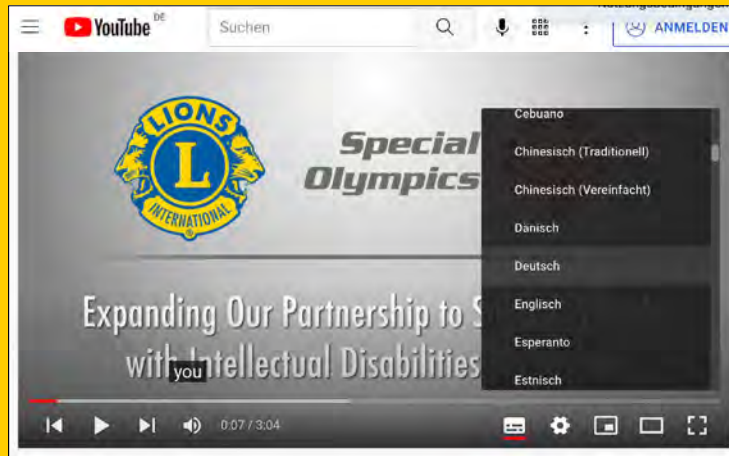 YouTube DE
Suchen
ANMELDEN
LIONS
L
INTERNATIONAL
®
Special
Olympics
Cebuano
Chinesisch (Traditionell)
Chinesisch (Vereinfacht)
Dänisch
Deutsch
Englisch
Esperanto
Estnisch
Expanding Our Partnership to S
with Intellectual Disabilities
you
0:07 / 3:04